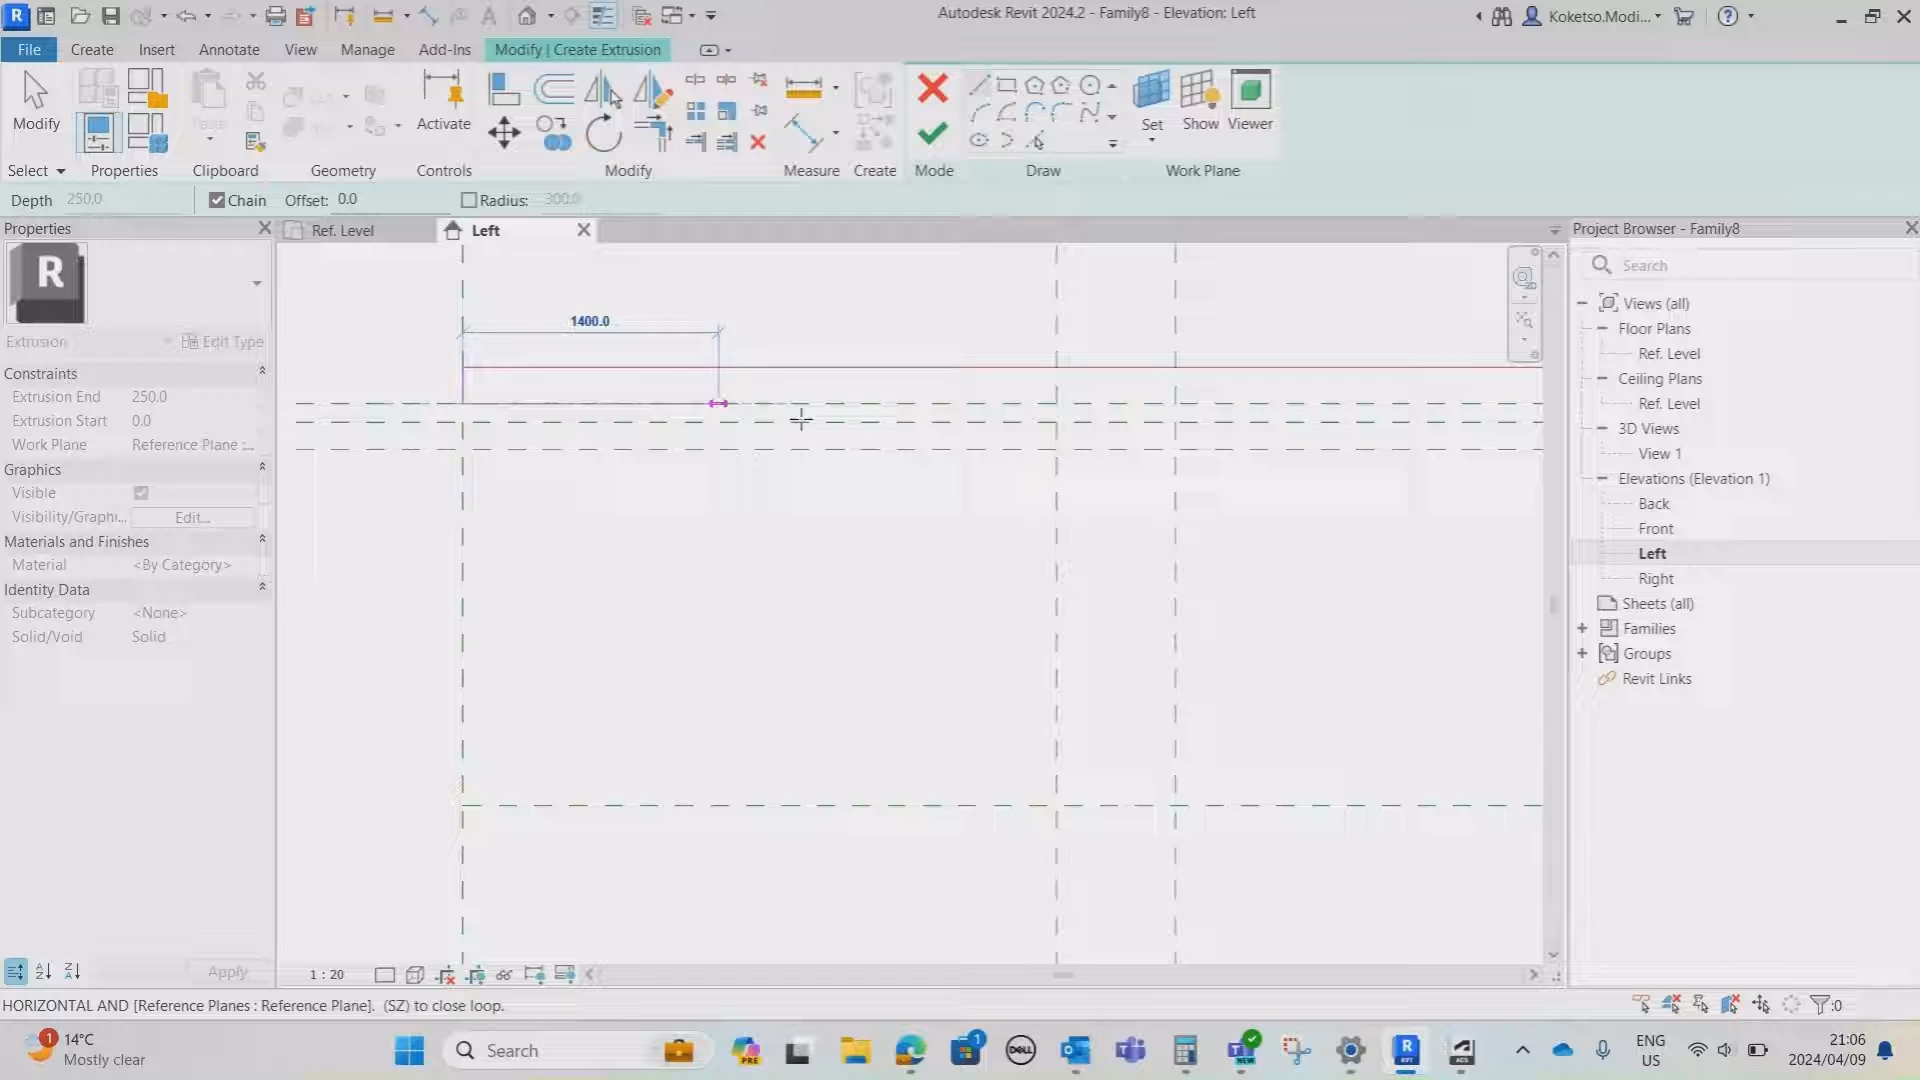 Autodesk Revit 2024.2 - Family8 - Elevation: Left
Koketso.Modi...
File
Create
Insert
Annotate
View
Manage
Add-Ins
Modify | Create Extrusion
Modify
Activate
Set
Show
Viewer
Select
Properties
Clipboard
Geometry
Controls
Modify
Measure
Create
Mode
Draw
Work Plane
Depth 250.0
Chain
Offset: 0.0
Radius: 300.0
Properties
R
Extrusion
Edit Type
Constraints
Extrusion End 250.0
Extrusion Start 0.0
Work Plane Reference Plane :...
Graphics
Visible
Visibility/Graphi... Edit...
Materials and Finishes
Material <By Category>
Identity Data
Subcategory <None>
Solid/Void Solid
Apply
Ref. Level
Left
1400.0
1 : 20
Project Browser - Family8
Search
Views (all)
Floor Plans
Ref. Level
Ceiling Plans
Ref. Level
3D Views
View 1
Elevations (Elevation 1)
Back
Front
Left
Right
Sheets (all)
Families
Groups
Revit Links
HORIZONTAL AND [Reference Planes : Reference Plane]. (SZ) to close loop.
:0
1
14°C
Mostly clear
Search
PRE
1
DELL
NEW
R
RVT
ACS
ENG
US
21:06
2024/04/09